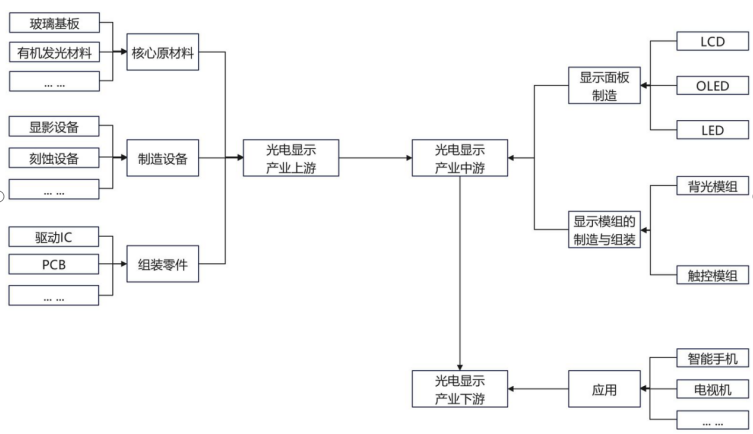 玻璃基板
有机发光材料
... ...
核心原材料
显影设备
刻蚀设备
... ...
制造设备
驱动IC
PCB
... ...
组装零件
光电显示
产业上游
光电显示
产业中游
显示面板
制造
LCD
OLED
LED
显示模组的
制造与组装
背光模组
触控模组
光电显示
产业下游
应用
智能手机
电视机
... ...